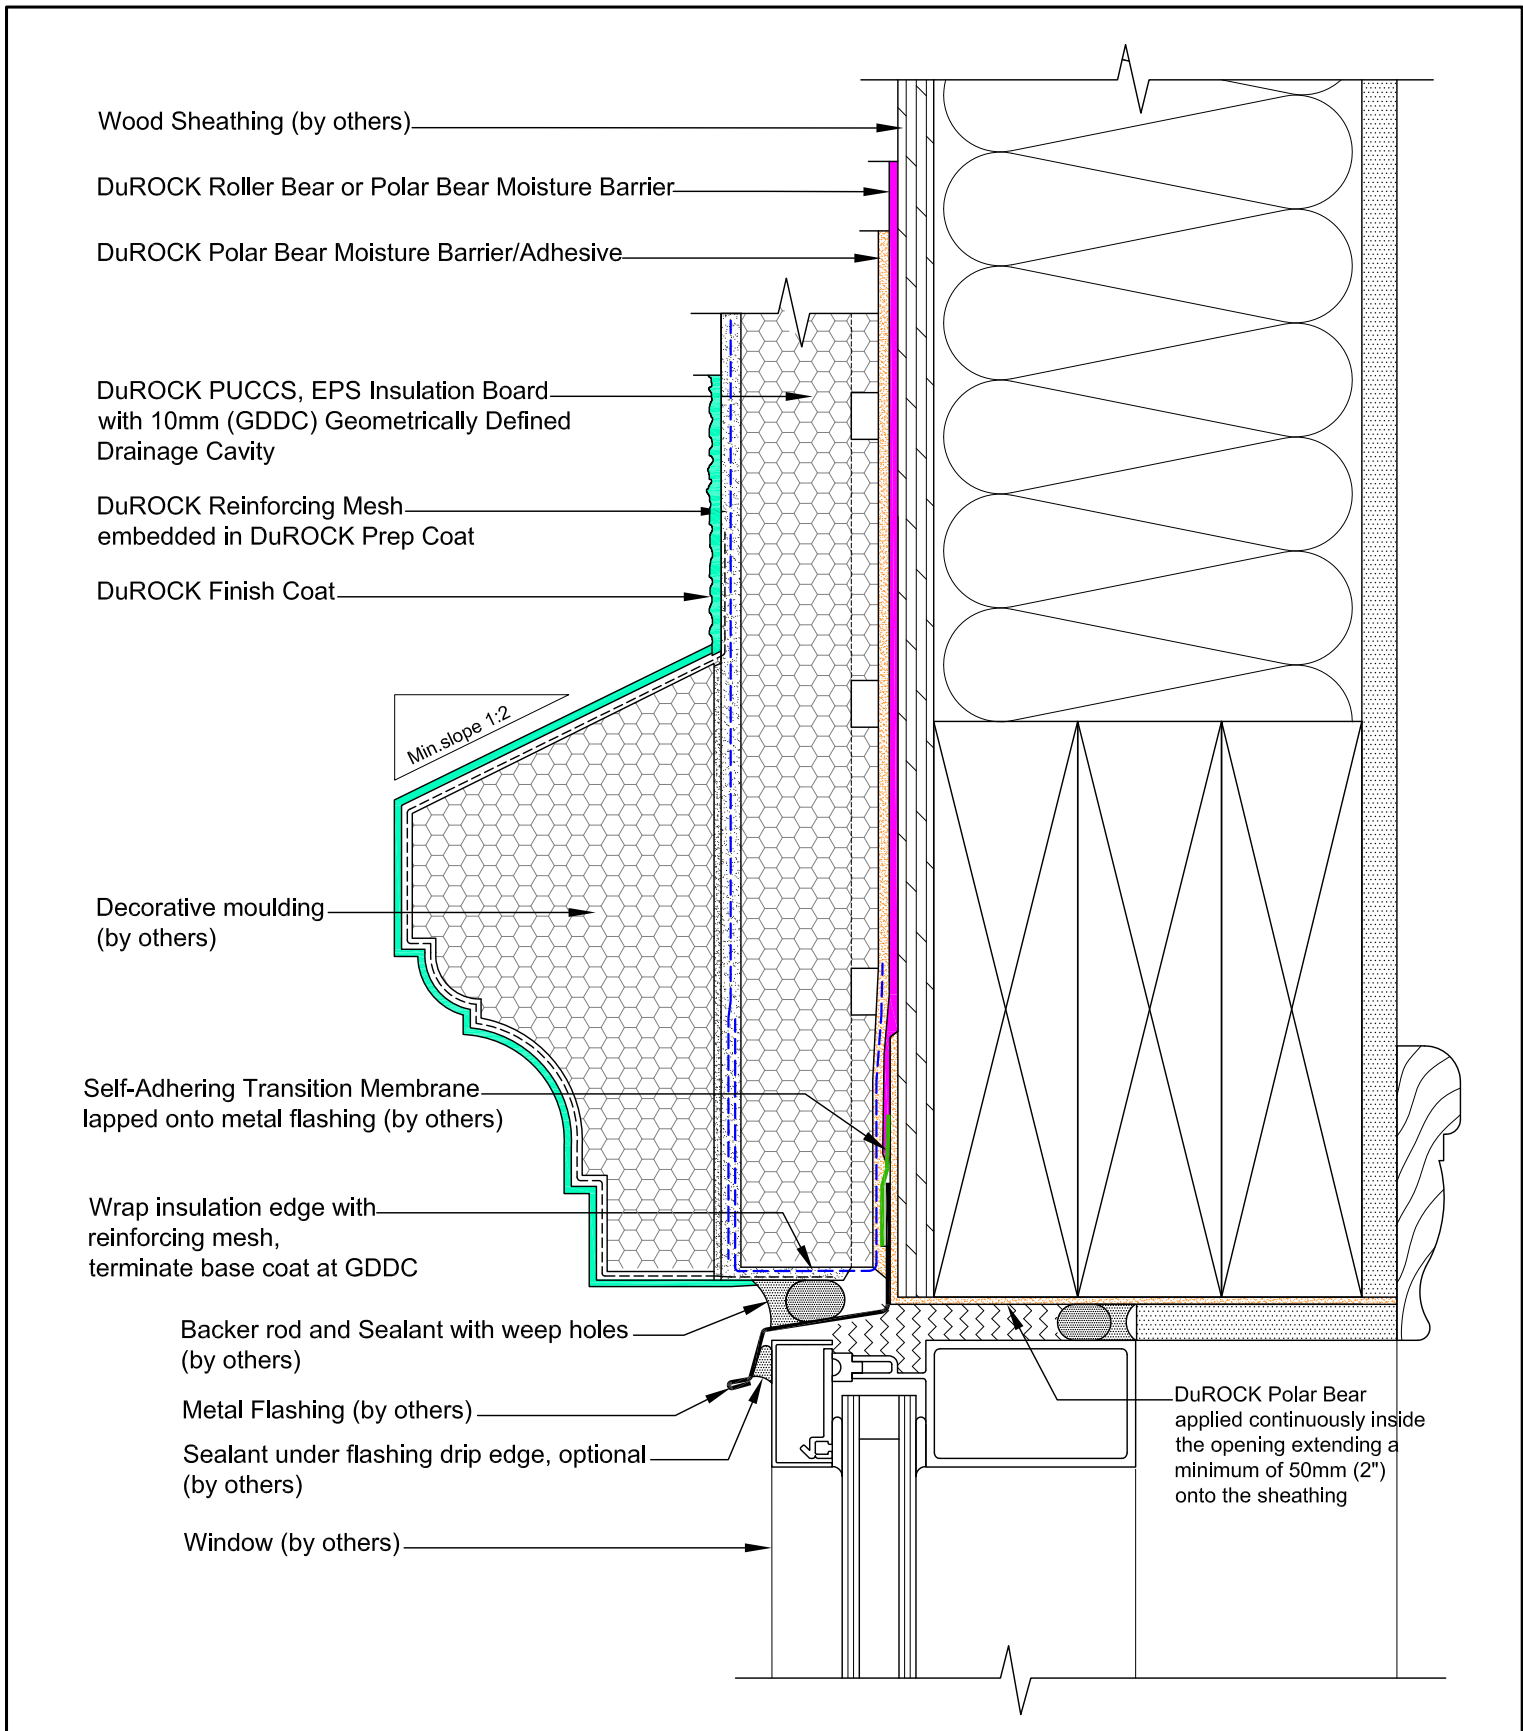 Wood Sheathing (by others)
DuROCK Roller Bear or Polar Bear Moisture Barrier
DuROCK Polar Bear Moisture Barrier/Adhesive
DuROCK PUCCS, EPS Insulation Board
with 10mm (GDDC) Geometrically Defined
Drainage Cavity
DuROCK Reinforcing Mesh
embedded in DuROCK Prep Coat
DuROCK Finish Coat
Min.slope 1:2
Decorative moulding
(by others)
Self-Adhering Transition Membrane
lapped onto metal flashing (by others)
Wrap insulation edge with
reinforcing mesh,
terminate base coat at GDDC
Backer rod and Sealant with weep holes
(by others)
Metal Flashing (by others)
Sealant under flashing drip edge, optional
(by others)
Window (by others)
DuROCK Polar Bear
applied continuously inside
the opening extending a
minimum of 50mm (2")
onto the sheathing